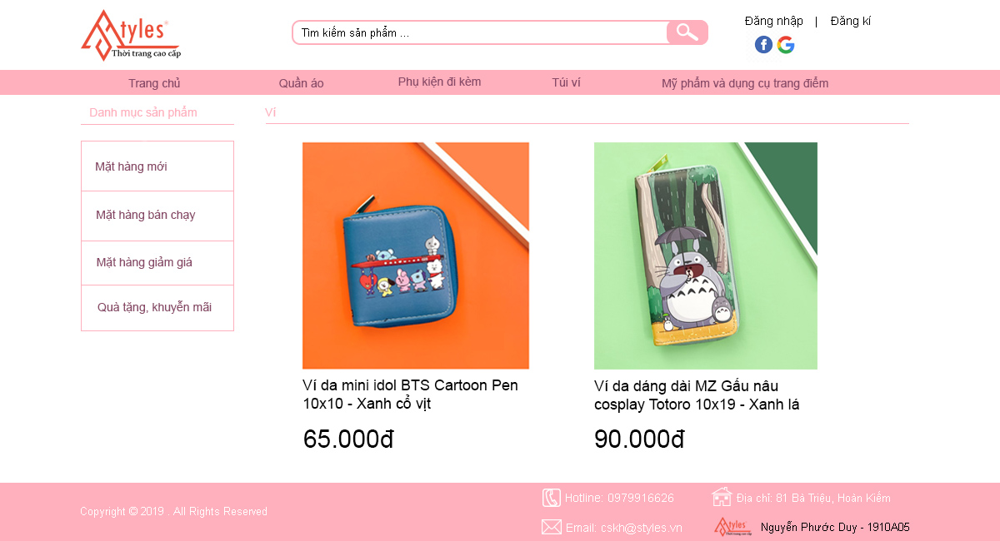 Styles
Thời trang cao cấp
Tìm kiếm sản phẩm ...
Đăng nhập | Đăng kí
Trang chủ
Quần áo
Phụ kiện đi kèm
Túi ví
Mỹ phẩm và dụng cụ trang điểm
Danh mục sản phẩm
Mặt hàng mới
Mặt hàng bán chạy
Mặt hàng giảm giá
Quà tặng, khuyễn mãi
Ví
Ví da mini idol BTS Cartoon Pen
10x10 - Xanh cổ vịt
65.000đ
Ví da dáng dài MZ Gấu nâu
cosplay Totoro 10x19 - Xanh lá
90.000đ
Copyright © 2019 . All Rights Reserved
Hotline: 0979916626
Email: cskh@styles.vn
Địa chỉ: 81 Bà Triệu, Hoàn Kiếm
Styles
Thời trang cao cấp
Nguyễn Phước Duy - 1910A05